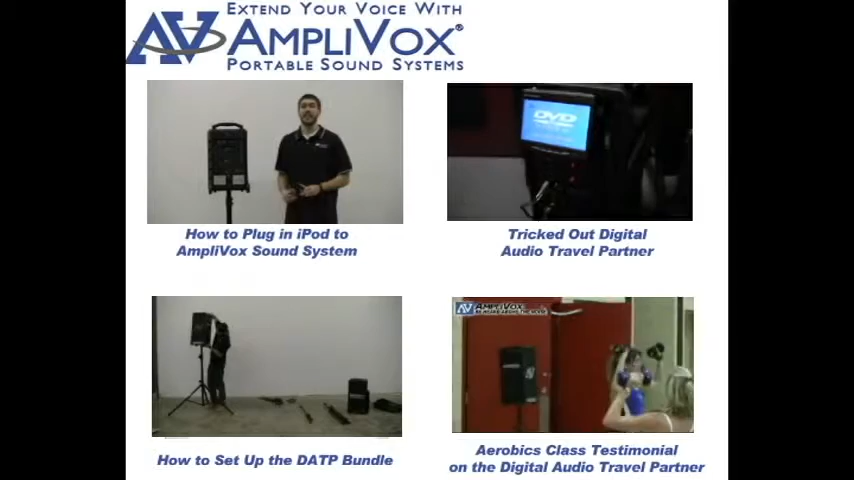 EXTEND YOUR VOICE WITH
AMPLIVOX®
PORTABLE SOUND SYSTEMS
DVD
How to Plug in iPod to
AmpliVox Sound System
Tricked Out Digital
Audio Travel Partner
AMPLIVOX
How to Set Up the DATP Bundle
Aerobics Class Testimonial
on the Digital Audio Travel Partner